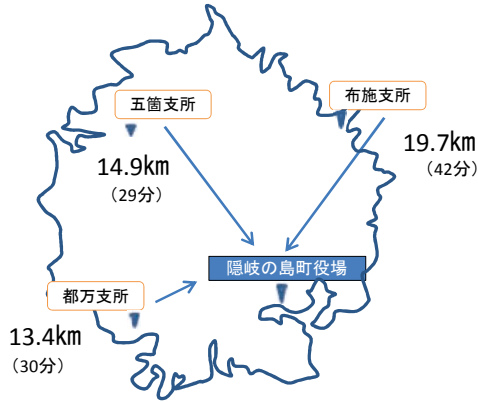 五箇支所
布施支所
14.9km
（29分）
19.7km
（42分）
隠岐の島町役場
都万支所
13.4km
（30分）